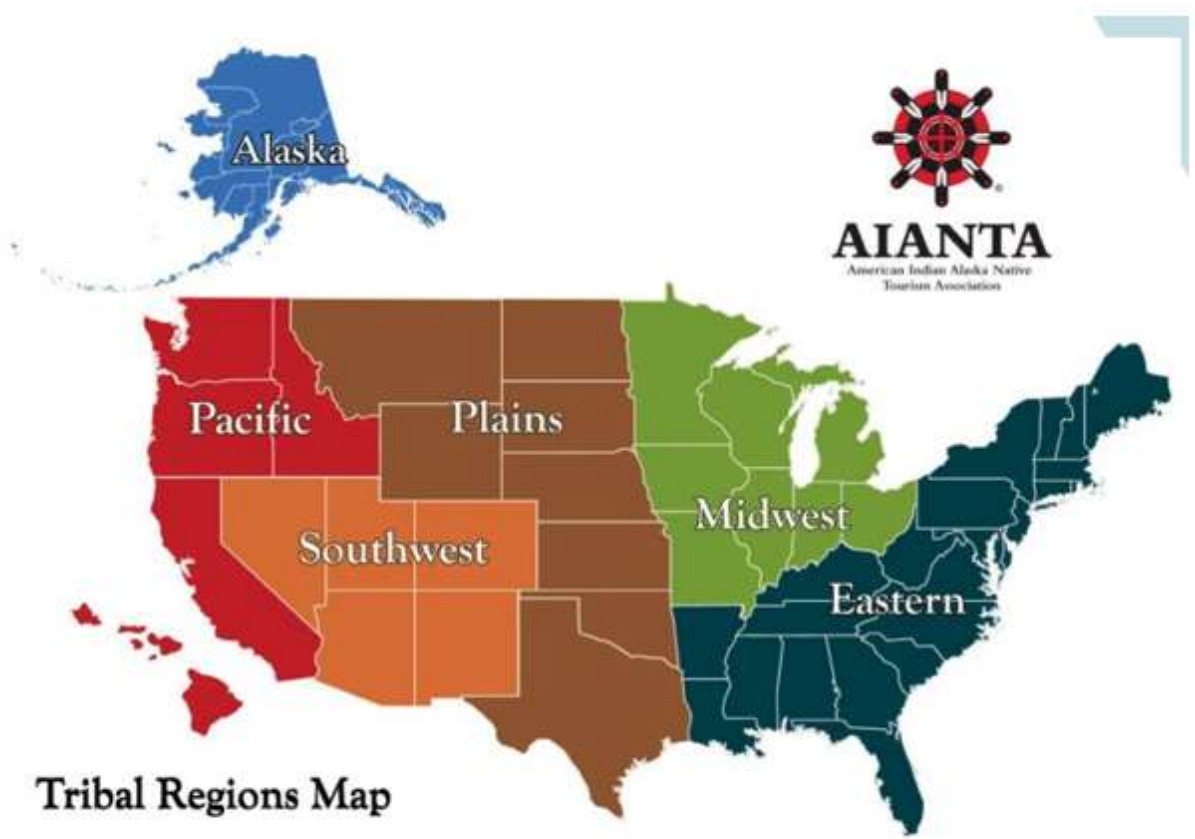 Alaska
®
AIANTA
American Indian Alaska Native
Tourism Association
Pacific
Plains
Midwest
Southwest
Eastern
Tribal Regions Map